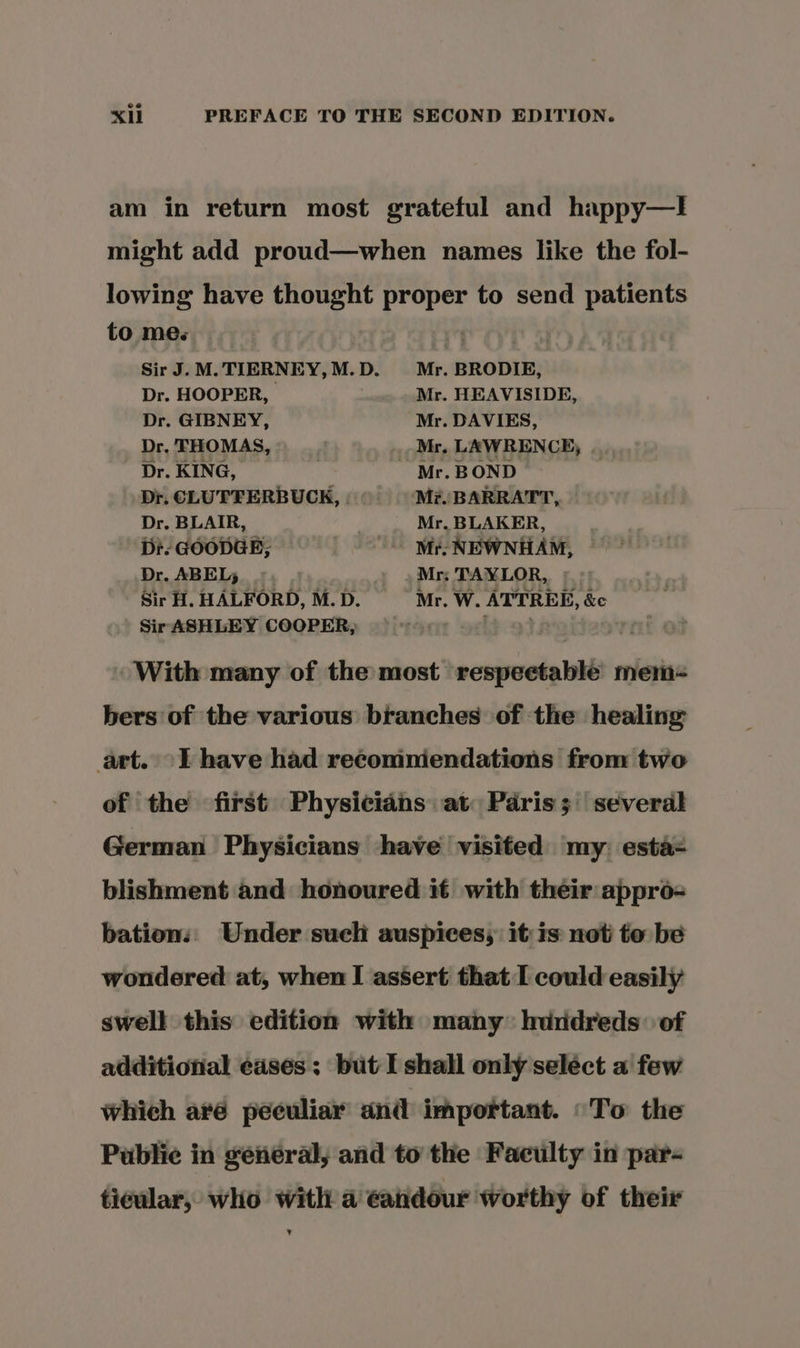 xii PREFACE TO THE SECOND EDITION.
am in return most grateful and happy—I
might add proud—when names like the fol-
lowing have thought proper to send patients
to me.
Sir J. M. TIERNEY, M. D. Mr. BRODIE,
Dr. HOOPER, Mr. HEAVISIDE,
Dr. GIBNEY, Mr. DAVIES,
Dr. THOMAS, Mr. LAWRENCE,
Dr. KING, Mr. BOND
Dr. CLUTTERBUCK, Mr. BARRATT,
Dr. BLAIR, Mr. BLAKER,
Dr. GOODGE, Mr. NEWNHAM,
Dr. ABEL, Mr. TAYLOR,
Sir H. HALFORD, M. D. Mr. W. ATTREE, &c
Sir ASHLEY COOPER,
With many of the most respectable mem-
bers of the various branches of the healing
art. I have had recommendations from two
of the first Physicians at Paris; several
German Physicians have visited my esta-
blishment and honoured it with their appro-
bation. Under such auspices, it is not to be
wondered at, when I assert that I could easily
swell this edition with many hundreds of
additional cases; but I shall only select a few
which are peculiar and important. To the
Public in general, and to the Faculty in par-
ticular, who with a candour worthy of their